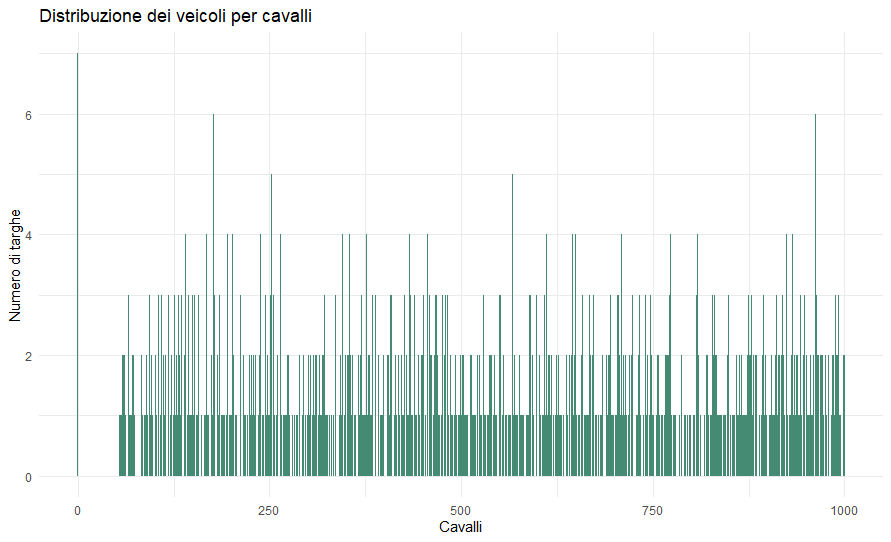 Distribuzione dei veicoli per cavalli
Numero di targhe
6
4
2
0
0 250 500 750 1000
Cavalli